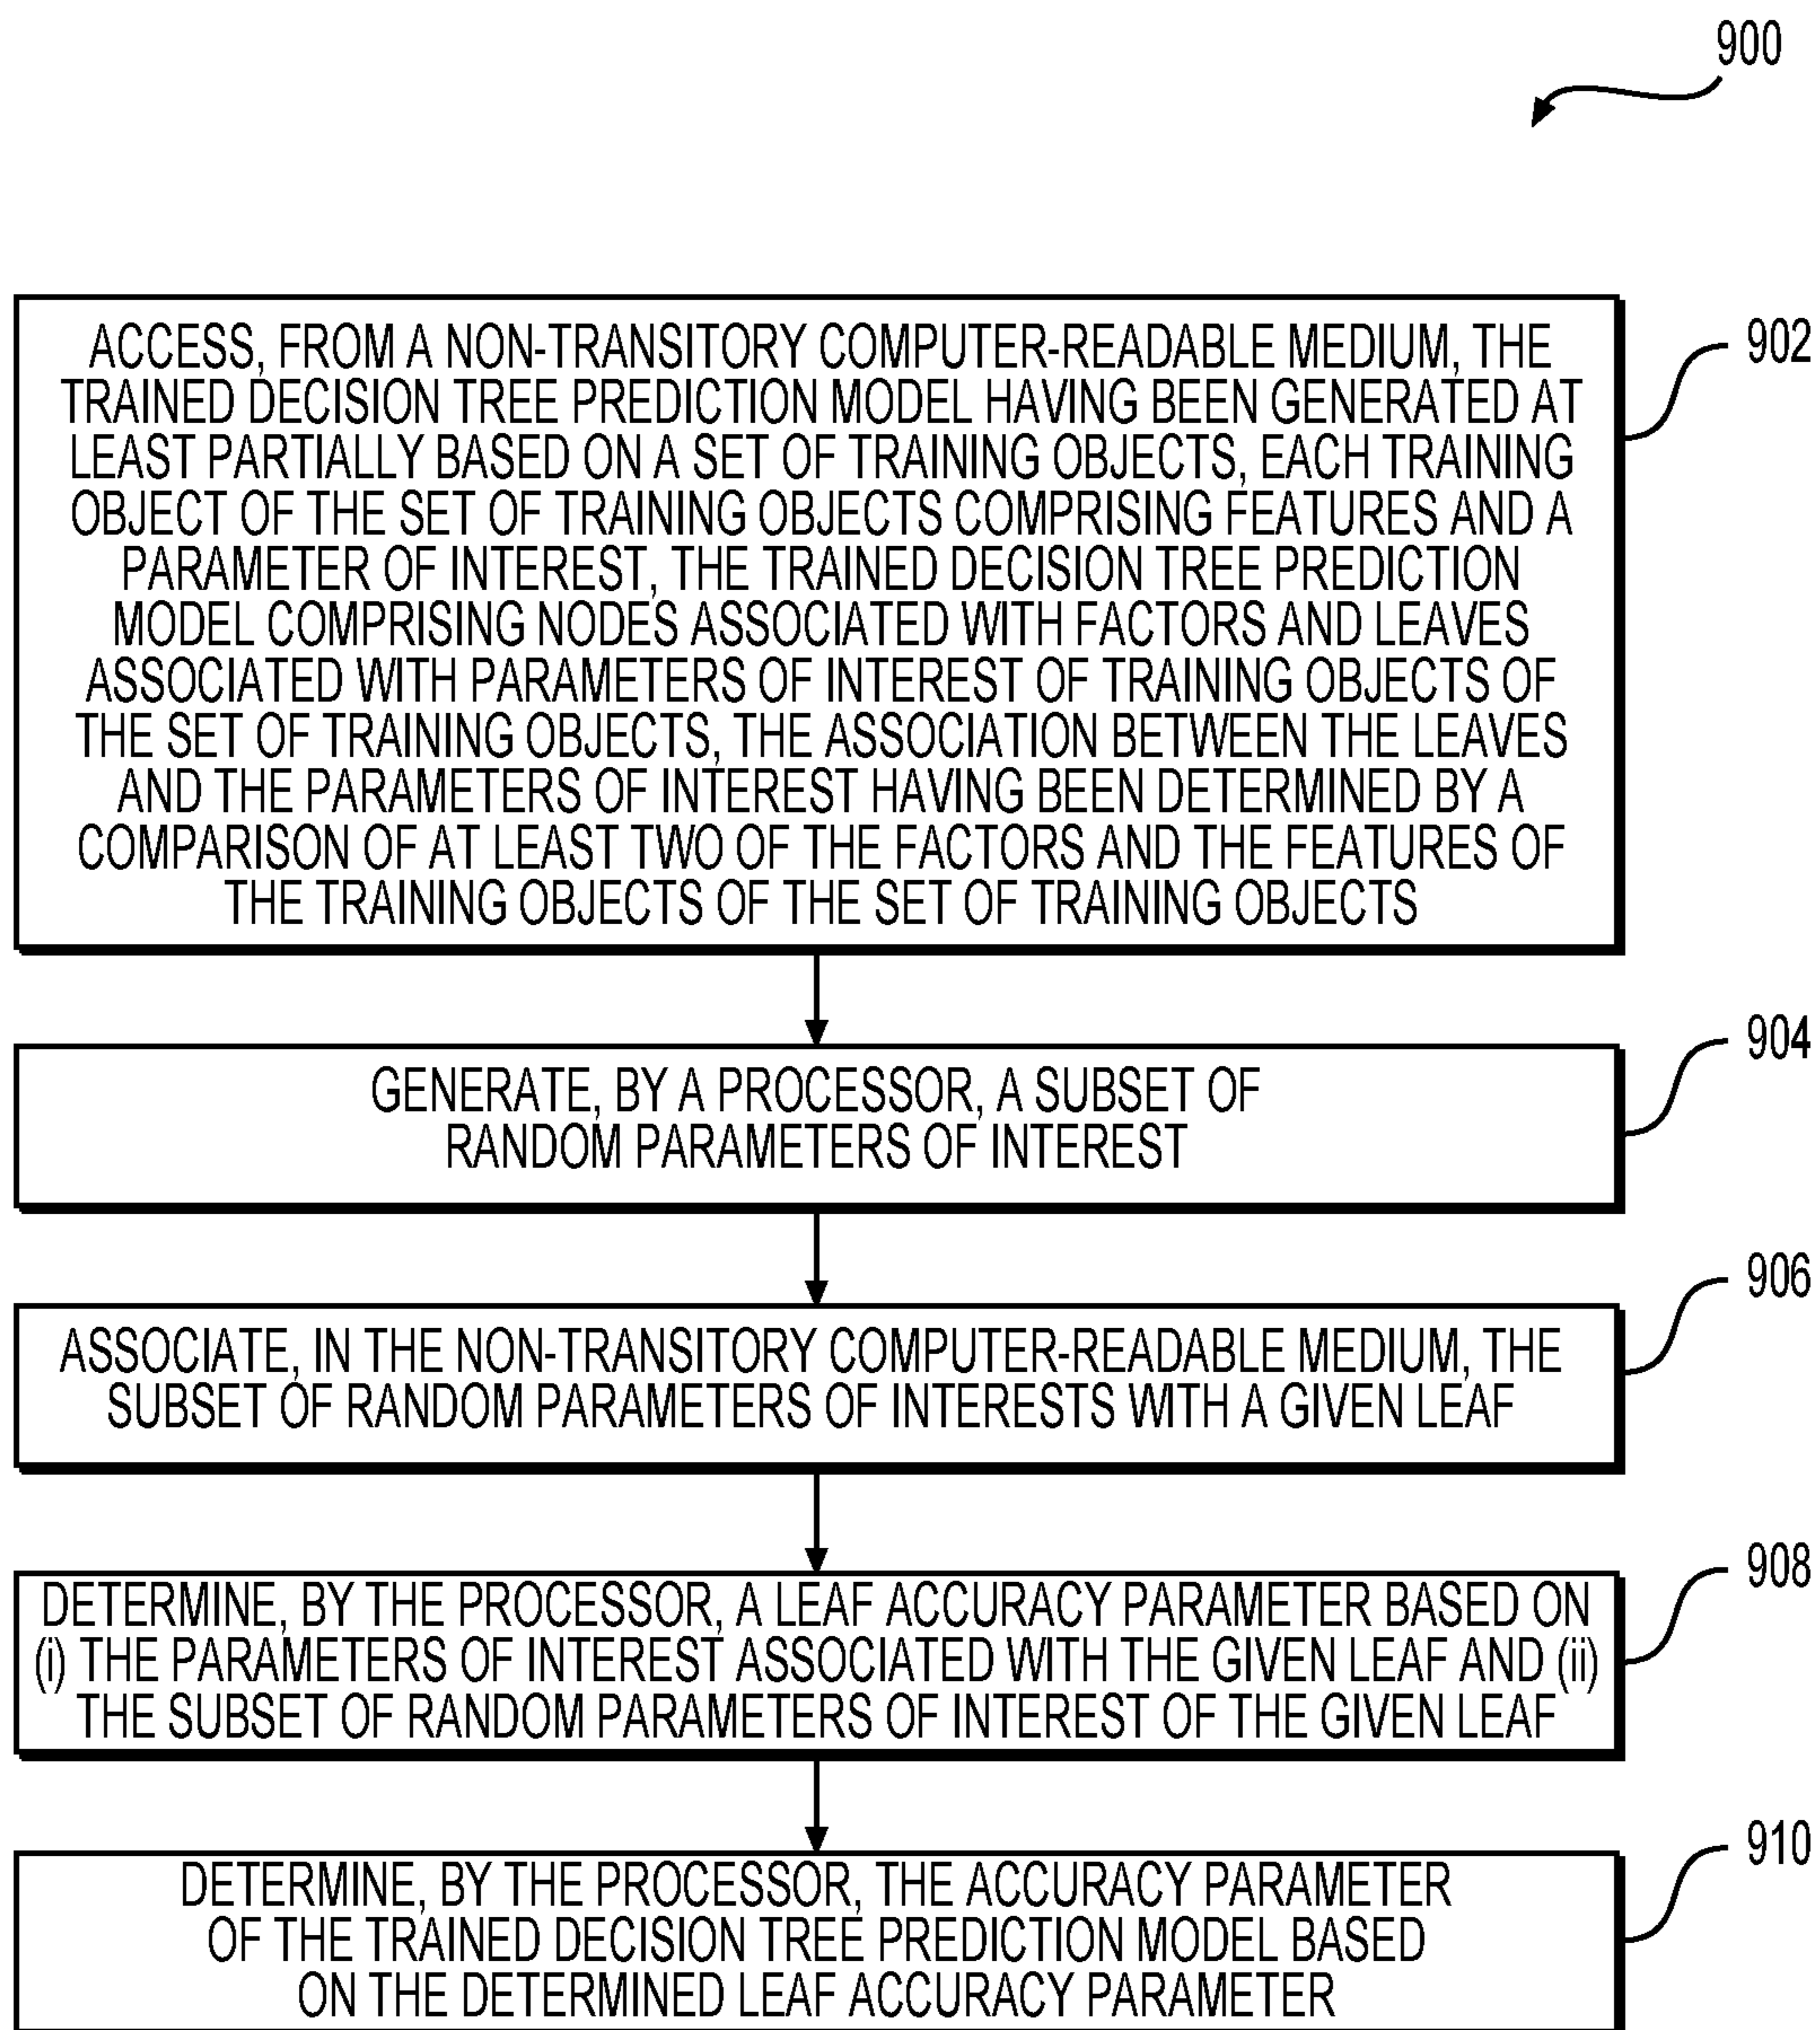 900
ACCESS, FROM A NON-TRANSITORY COMPUTER-READABLE MEDIUM, THE
TRAINED DECISION TREE PREDICTION MODEL HAVING BEEN GENERATED AT
LEAST PARTIALLY BASED ON A SET OF TRAINING OBJECTS, EACH TRAINING
OBJECT OF THE SET OF TRAINING OBJECTS COMPRISING FEATURES AND A
PARAMETER OF INTEREST, THE TRAINED DECISION TREE PREDICTION
MODEL COMPRISING NODES ASSOCIATED WITH FACTORS AND LEAVES
ASSOCIATED WITH PARAMETERS OF INTEREST OF TRAINING OBJECTS OF
THE SET OF TRAINING OBJECTS, THE ASSOCIATION BETWEEN THE LEAVES
AND THE PARAMETERS OF INTEREST HAVING BEEN DETERMINED BY A
COMPARISON OF AT LEAST TWO OF THE FACTORS AND THE FEATURES OF
THE TRAINING OBJECTS OF THE SET OF TRAINING OBJECTS
902
GENERATE, BY A PROCESSOR, A SUBSET OF
RANDOM PARAMETERS OF INTEREST
904
ASSOCIATE, IN THE NON-TRANSITORY COMPUTER-READABLE MEDIUM, THE
SUBSET OF RANDOM PARAMETERS OF INTERESTS WITH A GIVEN LEAF
906
DETERMINE, BY THE PROCESSOR, A LEAF ACCURACY PARAMETER BASED ON
(i) THE PARAMETERS OF INTEREST ASSOCIATED WITH THE GIVEN LEAF AND (ii)
THE SUBSET OF RANDOM PARAMETERS OF INTEREST OF THE GIVEN LEAF
908
DETERMINE, BY THE PROCESSOR, THE ACCURACY PARAMETER
OF THE TRAINED DECISION TREE PREDICTION MODEL BASED
ON THE DETERMINED LEAF ACCURACY PARAMETER
910